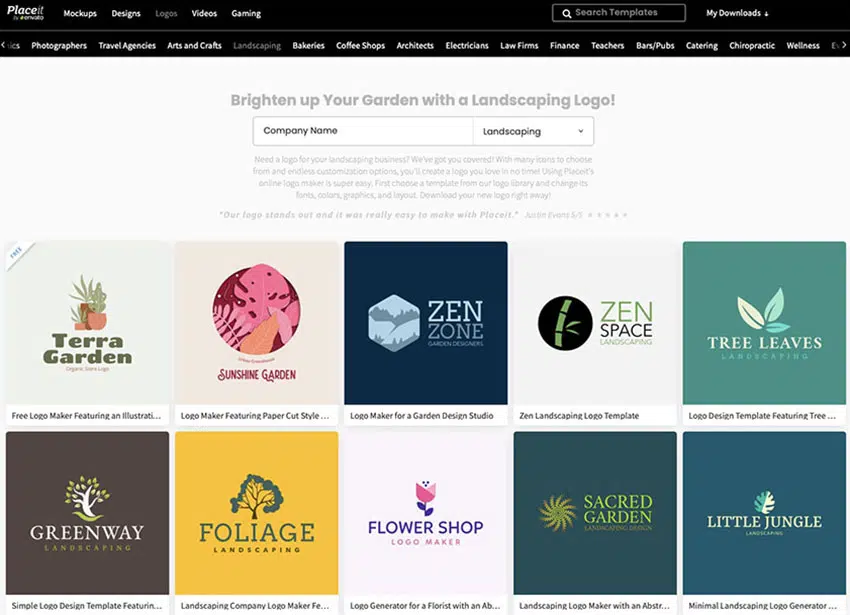 Placeit
by envato
Mockups Designs Logos Videos Gaming
Search Templates
My Downloads
ics Photographers Travel Agencies Arts and Crafts Landscaping Bakeries Coffee Shops Architects Electricians Law Firms Finance Teachers Bars/Pubs Catering Chiropractic Wellness
Brighten up Your Garden with a Landscaping Logo!
Company Name Landscaping
Need a logo for your landscaping business? We've got you covered! With many icons to choose
from and endless customization options, you'll create a logo you love in no time! Using Placeit's
online logo maker is super easy. First choose a template from our logo library and change its
fonts, colors, graphics, and layout. Download your new logo right away!
"Our logo stands out and it was really easy to make with Placeit." Justin Evans 5/5 ★ ★ ★ ★ ★
FREE
Terra
Garden
Organic Store Logo
Urban Greenhouse
SUNSHINE GARDEN
ZEN
ZONE
GARDEN DESIGNERS
ZEN
SPACE
LANDSCAPING
TREE LEAVES
LANDSCAPING
Free Logo Maker Featuring an Illustrati...
Logo Maker Featuring Paper Cut Style ...
Logo Maker for a Garden Design Studio
Zen Landscaping Logo Template
Logo Design Template Featuring Tree ...
GREENWAY
LANDSCAPING
FOLIAGE
LANDSCAPING
FLOWER SHOP
LOGO MAKER
SACRED
GARDEN
LANDSCAPING DESIGN
LITTLE JUNGLE
LANDSCAPING
Simple Logo Design Template Featurin...
Landscaping Company Logo Maker Fe...
Logo Generator for a Florist with an Ab...
Landscaping Logo Maker with an Abstr...
Minimal Landscaping Logo Generator ...